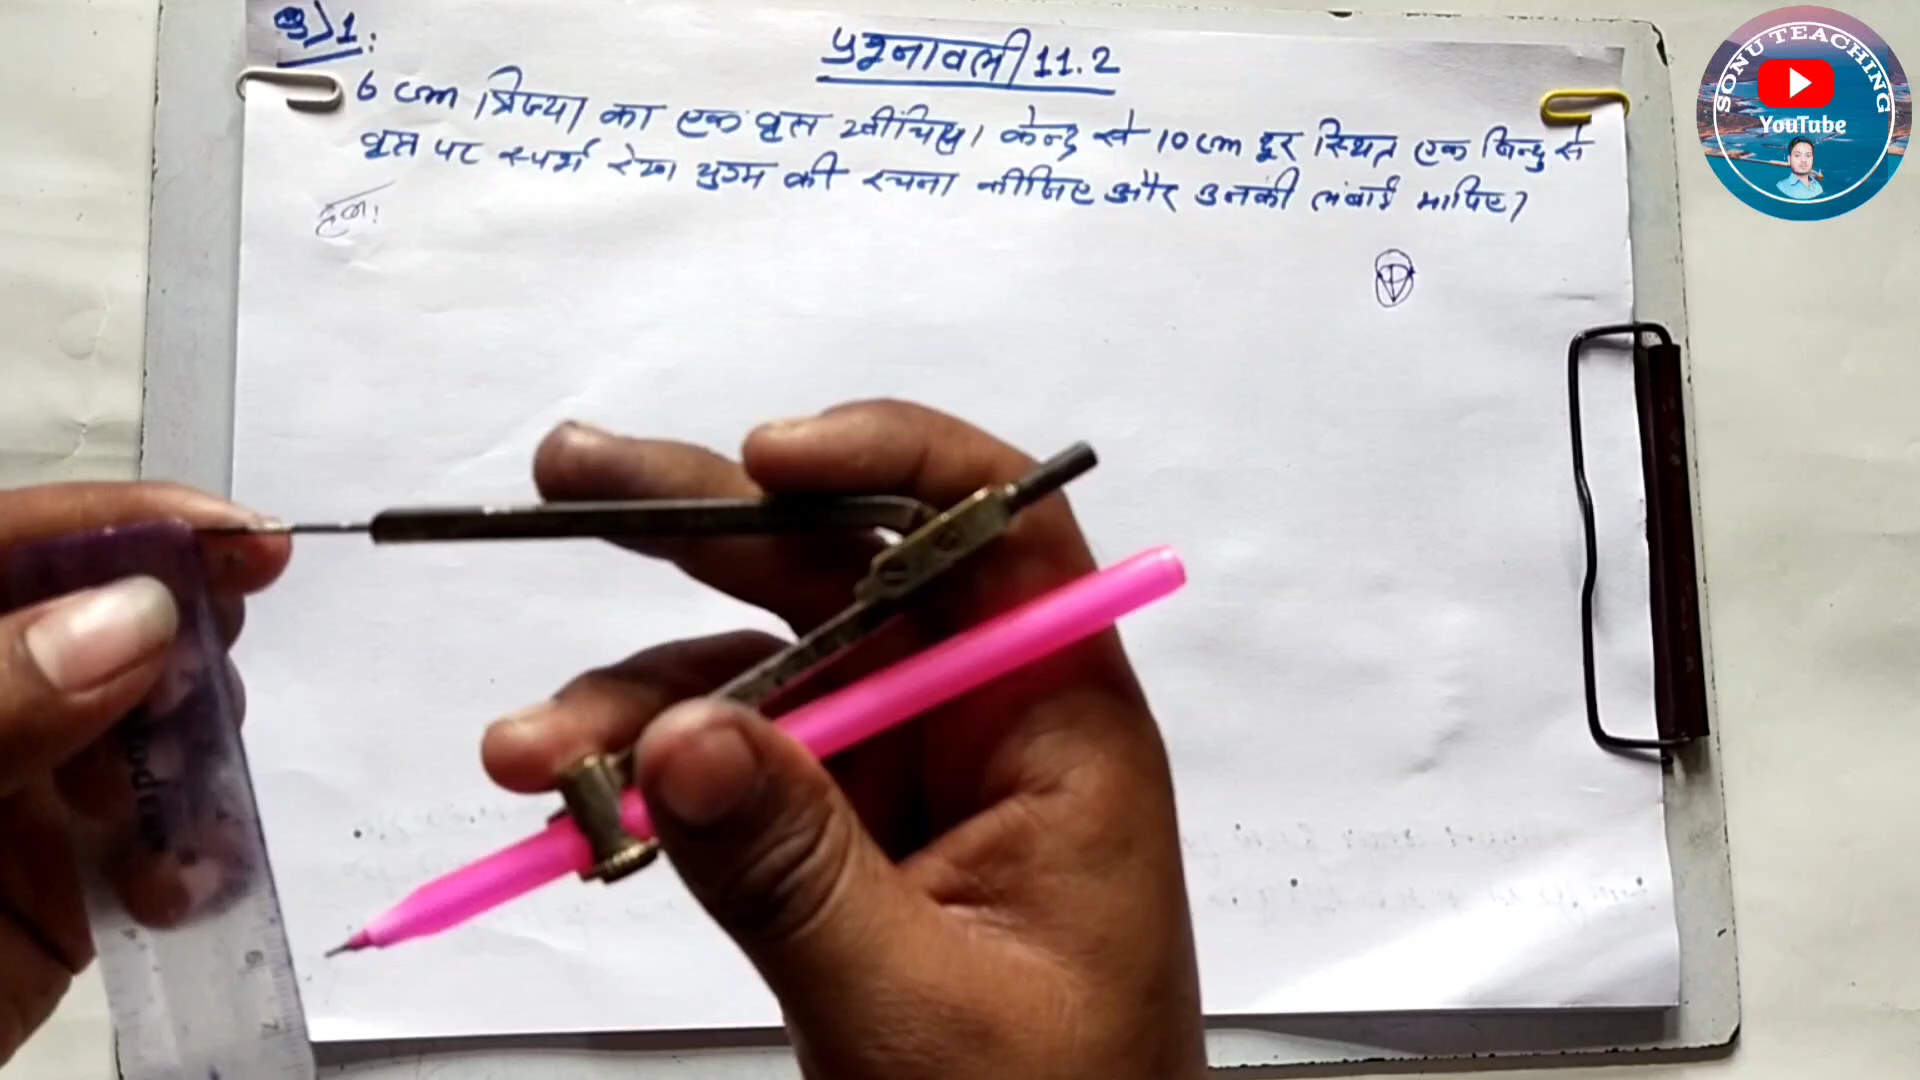 प्रश्नावली 11.2
1:
6 cm त्रिज्या का एक वृत्त खींचिए। केन्द्र से 10 cm दूर स्थित एक बिन्दु से
वृत्त पर स्पर्श रेखा युग्म की रचना कीजिए और उनकी लंबाई मापिए।
हल:
SONU TEACHING
YouTube